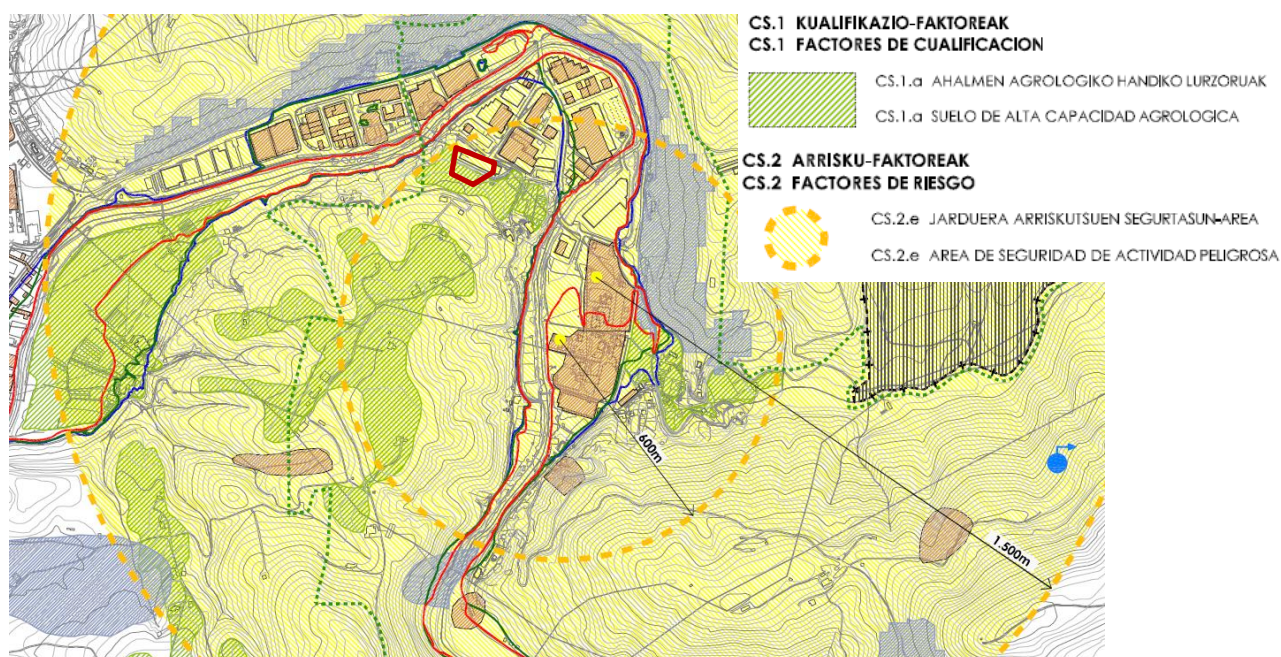 CS.1 KUALIFIKAZIO-FAKTOREAK
CS.1 FACTORES DE CUALIFICACION
CS.1.a AHALMEN AGROLOGIKO HANDIKO LURZORUAK
CS.1.a SUELO DE ALTA CAPACIDAD AGROLOGICA
CS.2 ARRISKU-FAKTOREAK
CS.2 FACTORES DE RIESGO
CS.2.e JARDUERA ARRISKUTSUEN SEGURTASUN-AREA
CS.2.e AREA DE SEGURIDAD DE ACTIVIDAD PELIGROSA
600m
1.500m